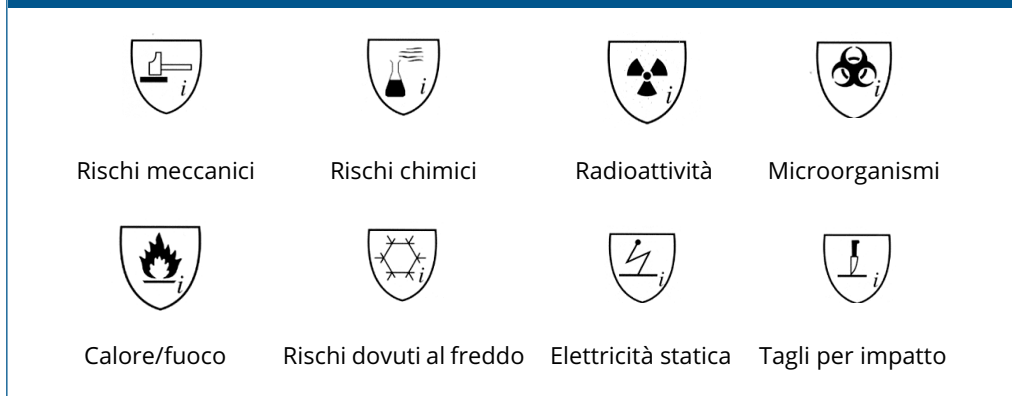 i i i i
Rischi meccanici Rischi chimici Radioattività Microorganismi
i i i i
Calore/fuoco Rischi dovuti al freddo Elettricità statica Tagli per impatto